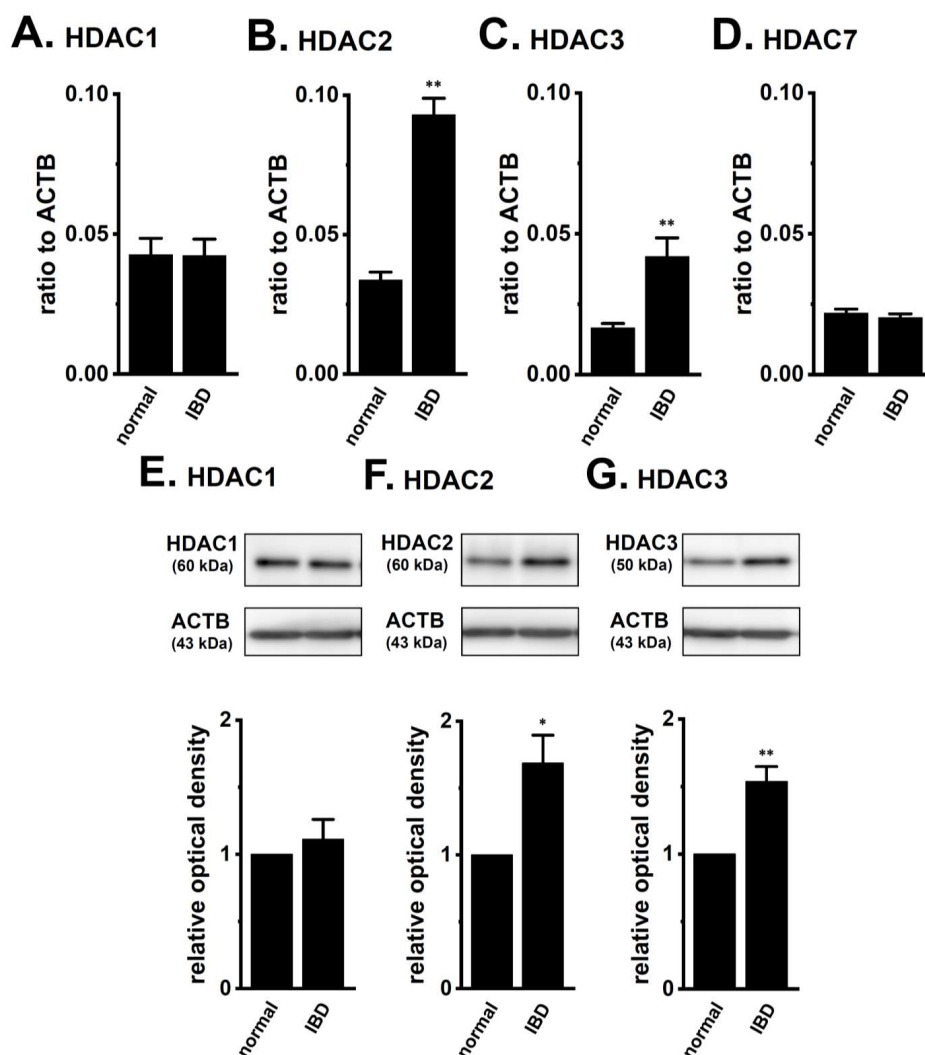 A. HDAC1
ratio to ACTB
0.10
0.05
0.00
normal
IBD
B. HDAC2
ratio to ACTB
0.10
0.05
0.00
**
normal
IBD
C. HDAC3
ratio to ACTB
0.10
0.05
0.00
**
normal
IBD
D. HDAC7
ratio to ACTB
0.10
0.05
0.00
normal
IBD
E. HDAC1
HDAC1
(60 kDa)
ACTB
(43 kDa)
relative optical density
2
1
0
normal
IBD
F. HDAC2
HDAC2
(60 kDa)
ACTB
(43 kDa)
relative optical density
2
1
0
*
normal
IBD
G. HDAC3
HDAC3
(50 kDa)
ACTB
(43 kDa)
relative optical density
2
1
0
**
normal
IBD